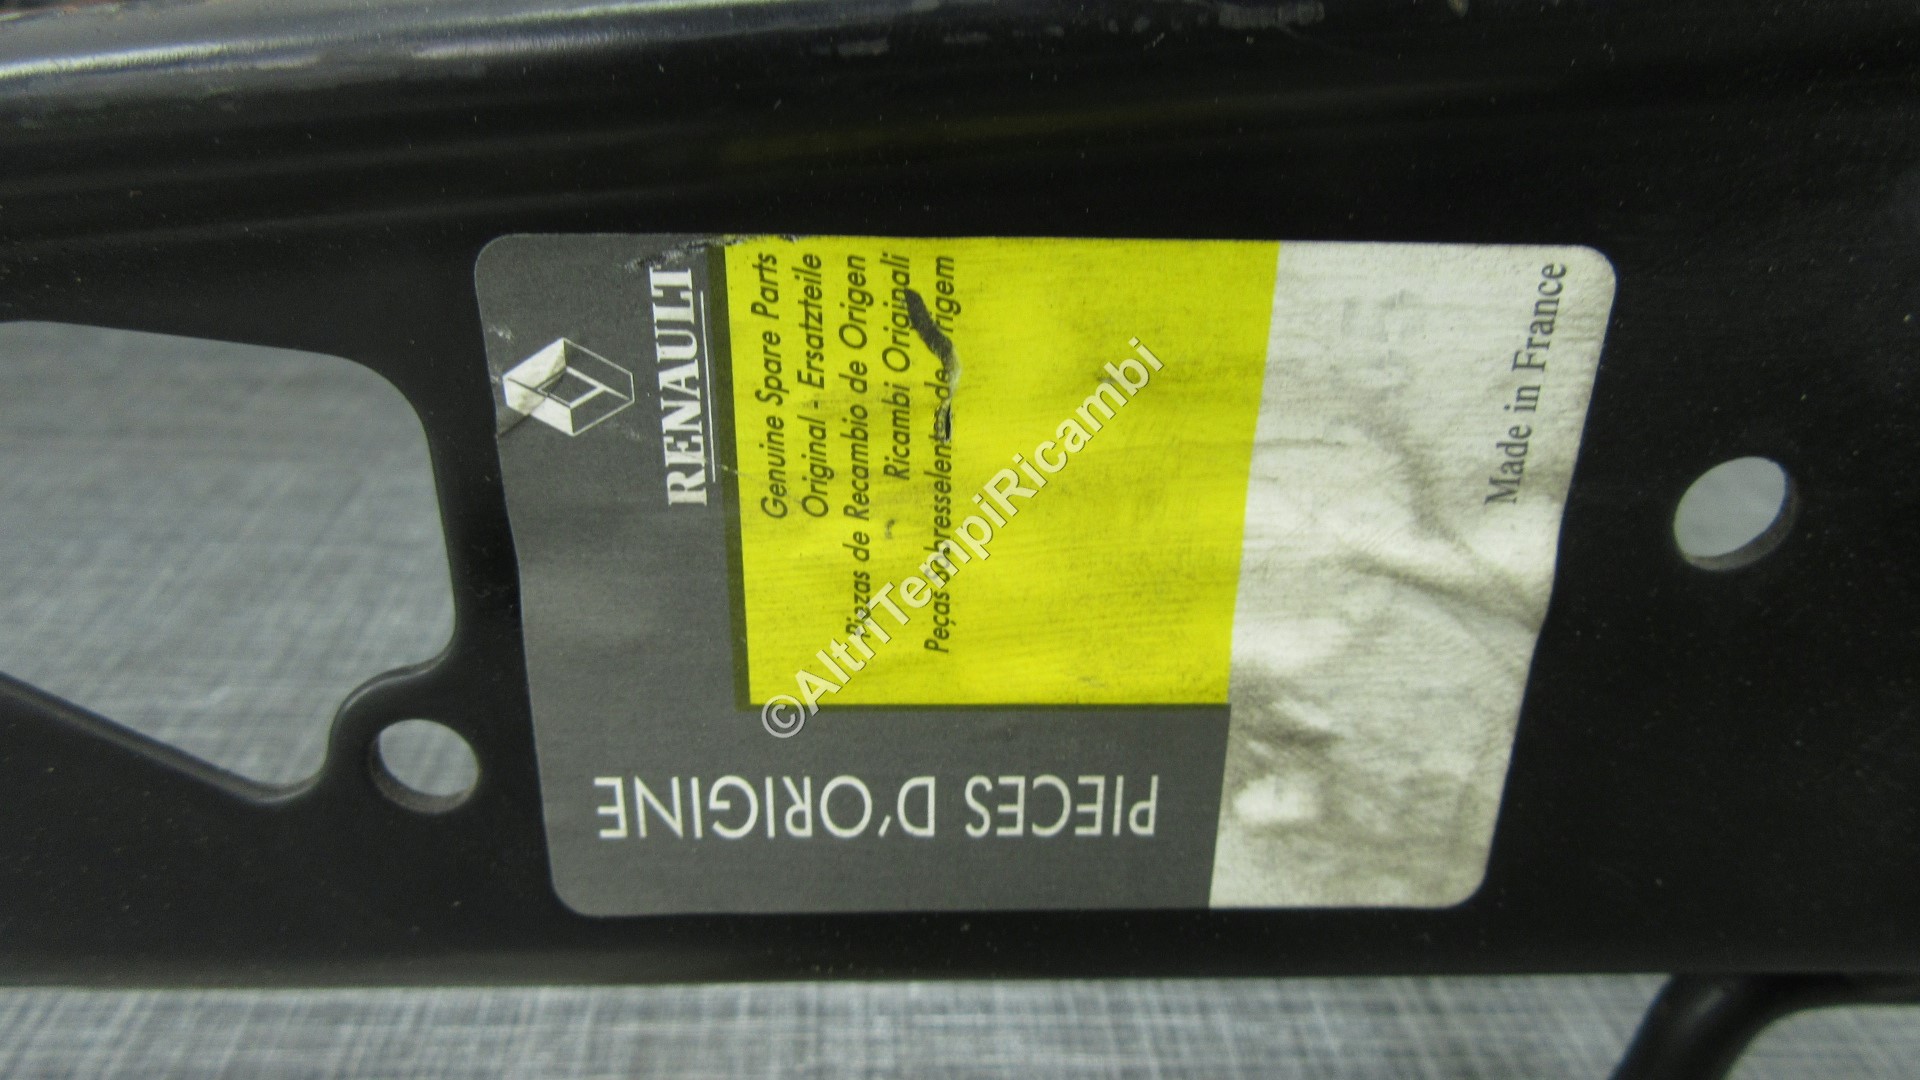 RENAULT
Genuine Spare Parts
Original - Ersatzteile
Piezas de Recambio de Origen
Ricambi Originali
Peças Sobresselentes de Origem
PIECES D'ORIGINE
Made in France
©AltriTempiRicambi